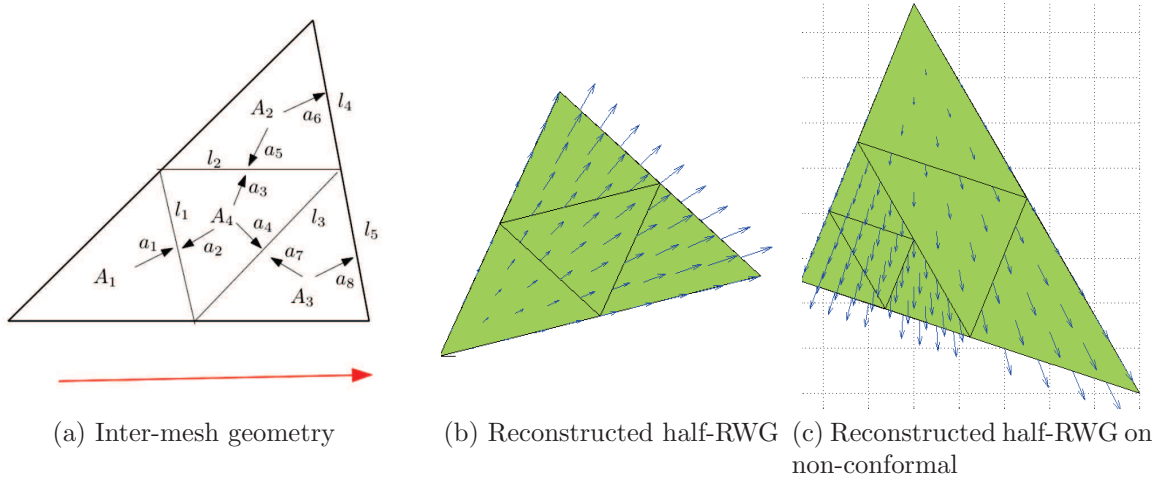 A₂
l₄
a₆
l₂
a₅
a₃
l₁
A₄
l₃
a₄
l₅
a₁
a₂
a₇
A₁
a₈
A₃
(a) Inter-mesh geometry
(b) Reconstructed half-RWG
(c) Reconstructed half-RWG on
non-conformal